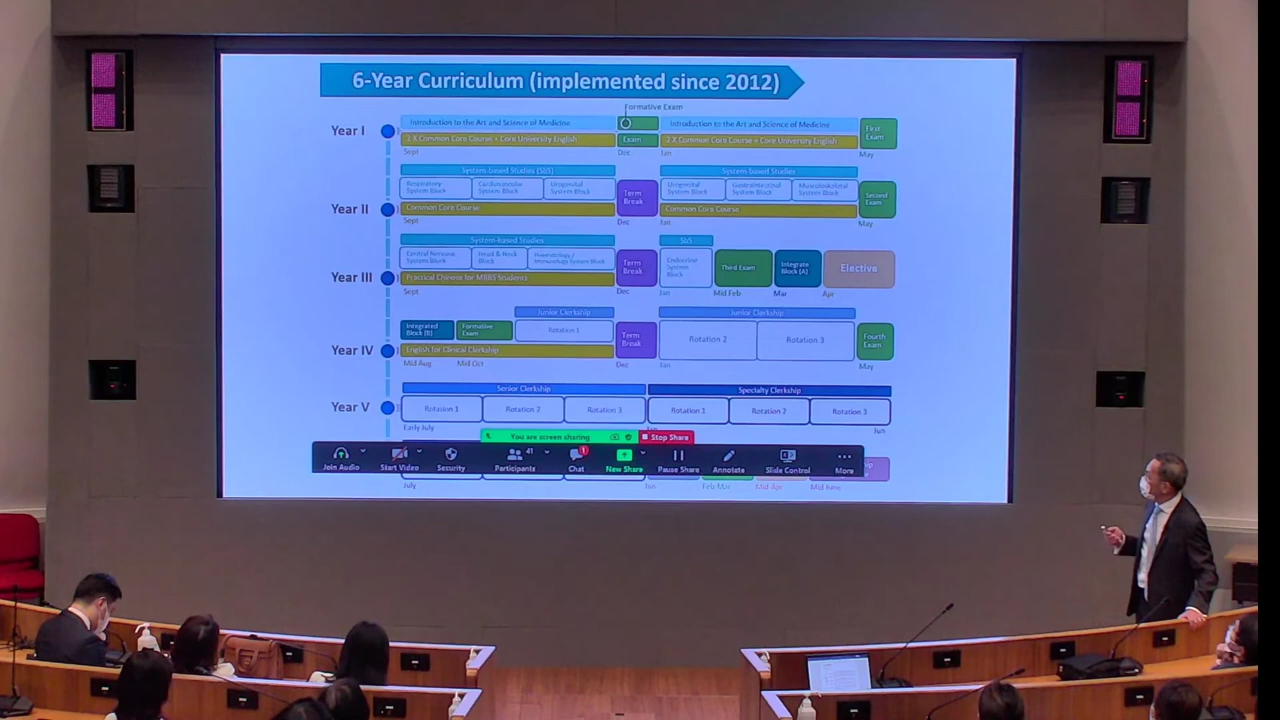 6-Year Curriculum (implemented since 2012)
Formative Exam
Year I
Introduction to the Art and Science of Medicine
Introduction to the Art and Science of Medicine
First Exam
2 X Common Core Course + Core University English
Exam
2 X Common Core Course + Core University English
Sept
Dec
Jan
May
System-based Studies (SbS)
System-based Studies
Year II
Respiratory System Block
Cardiovascular System Block
Urogenital System Block
Term Break
Urogenital System Block
Gastrointestinal System Block
Musculoskeletal System Block
Second Exam
Common Core Course
Common Core Course
Sept
Dec
Jan
May
System-based Studies
SbS
Year III
Central Nervous System Block
Head & Neck Block
Haematology / Immunology System Block
Term Break
Endocrine System Block
Third Exam
Integrate Block (A)
Elective
Practical Chinese for MBBS Students
Sept
Dec
Jan
Mid Feb
Mar
Apr
Junior Clerkship
Junior Clerkship
Year IV
Integrated Block (B)
Formative Exam
Rotation 1
Term Break
Rotation 2
Rotation 3
Fourth Exam
English for Clinical Clerkship
Mid Aug
Mid Oct
Dec
Jan
May
Senior Clerkship
Specialty Clerkship
Year V
Rotation 1
Rotation 2
Rotation 3
Rotation 1
Rotation 2
Rotation 3
Early July
Jun
You are screen sharing
Stop Share
Join Audio
Start Video
Security
Participants
41
Chat
1
New Share
Pause Share
Annotate
Slide Control
More
July
Jan
Feb-Mar
Mid Apr
Mid June